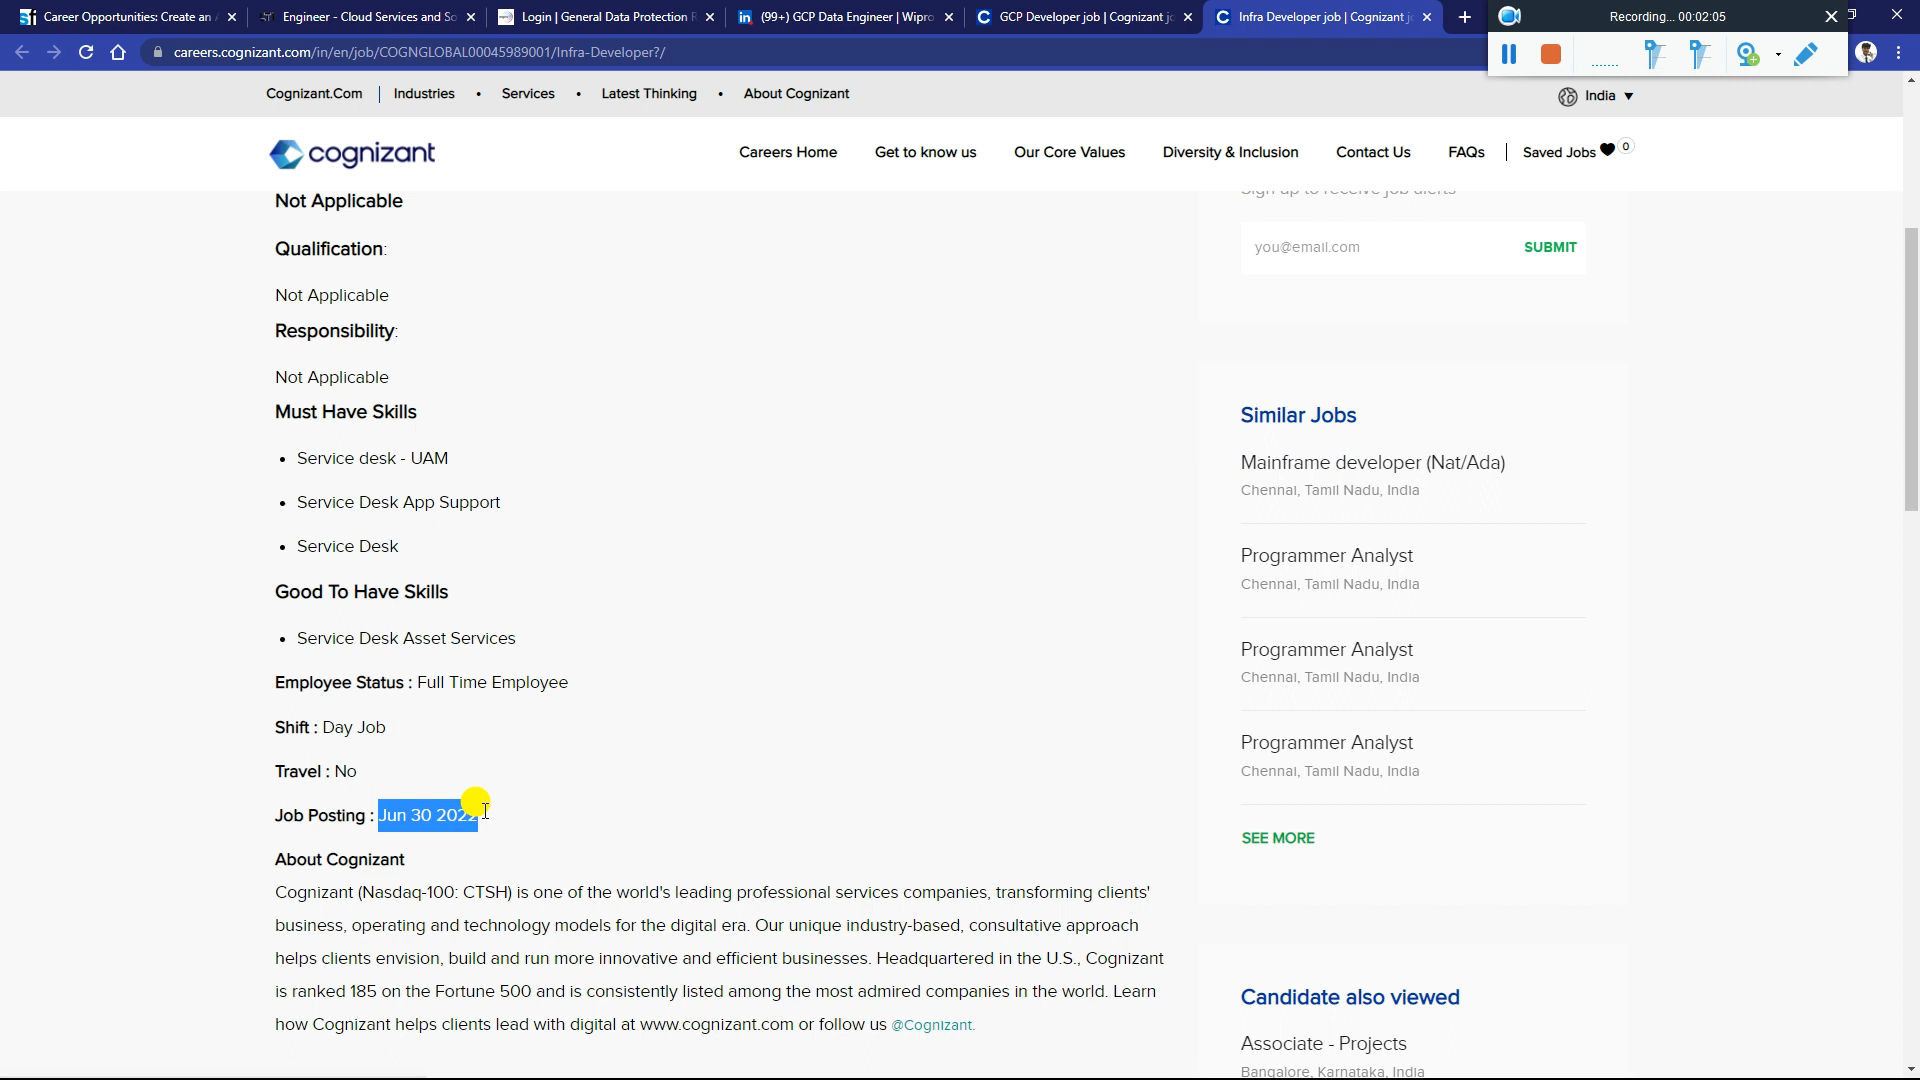 Career Opportunities: Create an
Engineer - Cloud Services and So
Login | General Data Protection R
(99+) GCP Data Engineer | Wipro
GCP Developer job | Cognizant jo
Infra Developer job | Cognizant jo
Recording... 00:02:05
careers.cognizant.com/in/en/job/COGNGLOBAL00045989001/Infra-Developer?/
Cognizant.Com | Industries • Services • Latest Thinking • About Cognizant
India
cognizant
Careers Home
Get to know us
Our Core Values
Diversity & Inclusion
Contact Us
FAQs
Saved Jobs 0
Not Applicable
Qualification:
Not Applicable
Responsibility:
Not Applicable
Must Have Skills
• Service desk - UAM
• Service Desk App Support
• Service Desk
Good To Have Skills
• Service Desk Asset Services
Employee Status : Full Time Employee
Shift : Day Job
Travel : No
Job Posting : Jun 30 2022
About Cognizant
Cognizant (Nasdaq-100: CTSH) is one of the world's leading professional services companies, transforming clients'
business, operating and technology models for the digital era. Our unique industry-based, consultative approach
helps clients envision, build and run more innovative and efficient businesses. Headquartered in the U.S., Cognizant
is ranked 185 on the Fortune 500 and is consistently listed among the most admired companies in the world. Learn
how Cognizant helps clients lead with digital at www.cognizant.com or follow us @Cognizant.
Sign up to receive job alerts
you@email.com
SUBMIT
Similar Jobs
Mainframe developer (Nat/Ada)
Chennai, Tamil Nadu, India
Programmer Analyst
Chennai, Tamil Nadu, India
Programmer Analyst
Chennai, Tamil Nadu, India
Programmer Analyst
Chennai, Tamil Nadu, India
SEE MORE
Candidate also viewed
Associate - Projects
Bangalore, Karnataka, India